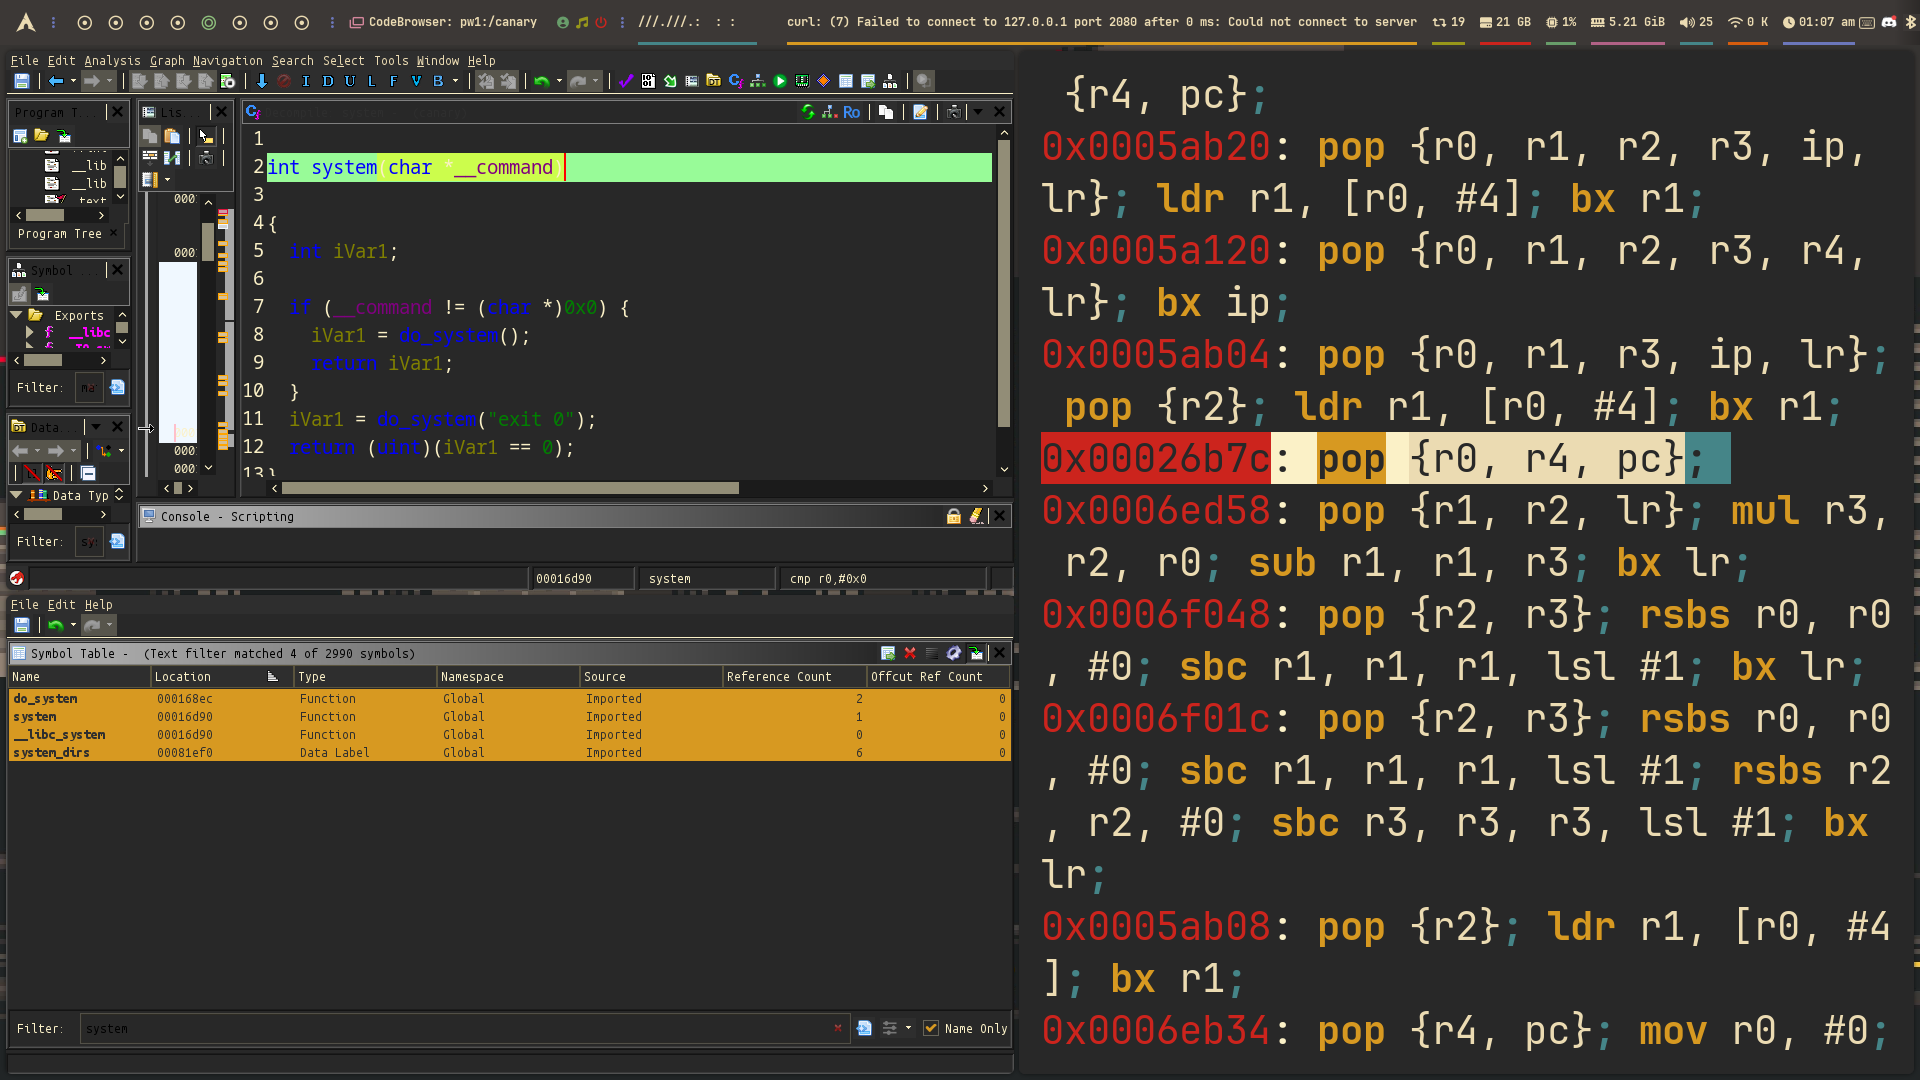 CodeBrowser: pw1:/canary
///.///.: : :
curl: (7) Failed to connect to 127.0.0.1 port 2080 after 0 ms: Could not connect to server
19
21 GB
1%
5.21 GiB
25
0 K
01:07 am
File Edit Analysis Graph Navigation Search Select Tools Window Help
I D U L F V B
Program T...
Lis...
Ro
__lib
__lib
.text
Program Tree
Symbol ...
Exports
__libc
Filter:
Data...
Data Typ
Filter: sy
000
000
000
000
1
2 int system(char *__command)
3
4 {
5 int iVar1;
6
7 if (__command != (char *)0x0) {
8 iVar1 = do_system();
9 return iVar1;
10 }
11 iVar1 = do_system("exit 0");
12 return (uint)(iVar1 == 0);
13 }
Console - Scripting
00016d90
system
cmp r0,#0x0
File Edit Help
Symbol Table - (Text filter matched 4 of 2990 symbols)
Name Location Type Namespace Source Reference Count Offcut Ref Count
do_system 000168ec Function Global Imported 2 0
system 00016d90 Function Global Imported 1 0
__libc_system 00016d90 Function Global Imported 0 0
system_dirs 00081ef0 Data Label Global Imported 6 0
Filter: system
Name Only
{r4, pc};
0x0005ab20: pop {r0, r1, r2, r3, ip,
lr}; ldr r1, [r0, #4]; bx r1;
0x0005a120: pop {r0, r1, r2, r3, r4,
lr}; bx ip;
0x0005ab04: pop {r0, r1, r3, ip, lr};
pop {r2}; ldr r1, [r0, #4]; bx r1;
0x00026b7c: pop {r0, r4, pc};
0x0006ed58: pop {r1, r2, lr}; mul r3,
r2, r0; sub r1, r1, r3; bx lr;
0x0006f048: pop {r2, r3}; rsbs r0, r0
, #0; sbc r1, r1, r1, lsl #1; bx lr;
0x0006f01c: pop {r2, r3}; rsbs r0, r0
, #0; sbc r1, r1, r1, lsl #1; rsbs r2
, r2, #0; sbc r3, r3, r3, lsl #1; bx
lr;
0x0005ab08: pop {r2}; ldr r1, [r0, #4
]; bx r1;
0x0006eb34: pop {r4, pc}; mov r0, #0;